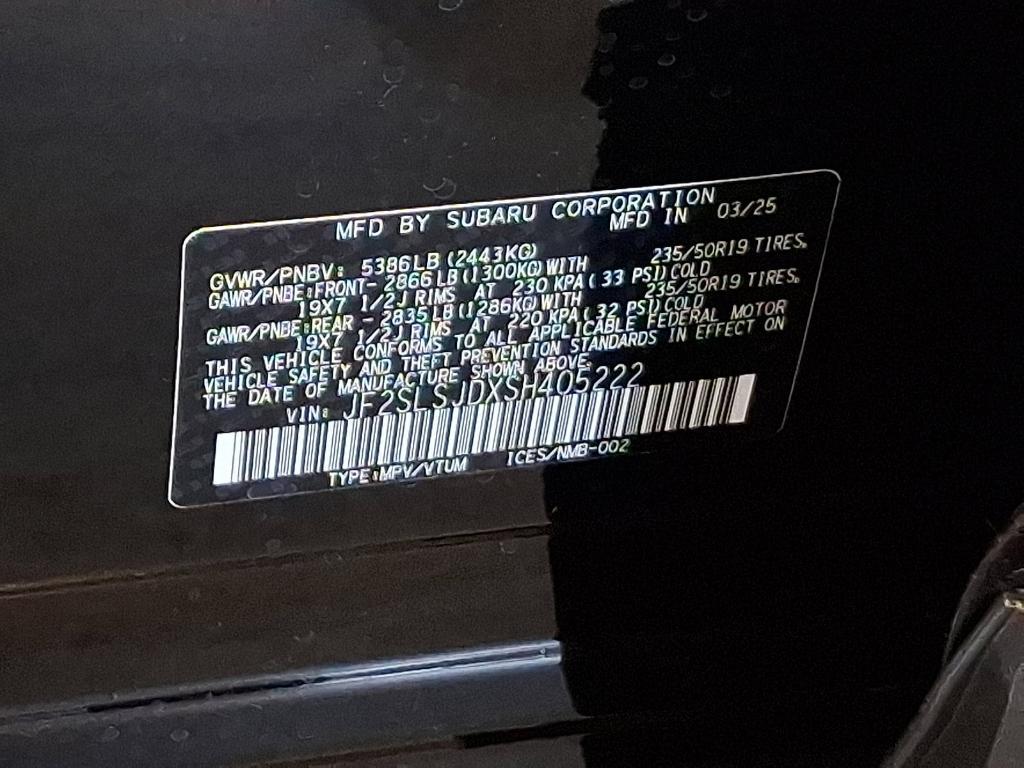 MFD BY SUBARU CORPORATION
MFD IN 03/25
GVWR/PNBV: 5386LB (2443KG)
GAWR/PNBE:FRONT- 2866LB(1300KG)WITH 235/50R19 TIRES,
19X7 1/2J RIMS AT 230 KPA( 33 PSI)COLD
GAWR/PNBE:REAR - 2835LB(1286KG)WITH 235/50R19 TIRES,
19X7 1/2J RIMS AT 220 KPA( 32 PSI)COLD
THIS VEHICLE CONFORMS TO ALL APPLICABLE FEDERAL MOTOR
VEHICLE SAFETY AND THEFT PREVENTION STANDARDS IN EFFECT ON
THE DATE OF MANUFACTURE SHOWN ABOVE.
VIN: JF2SLSJDXSH405222
TYPE:MPV/VTUM ICES/NMB-002